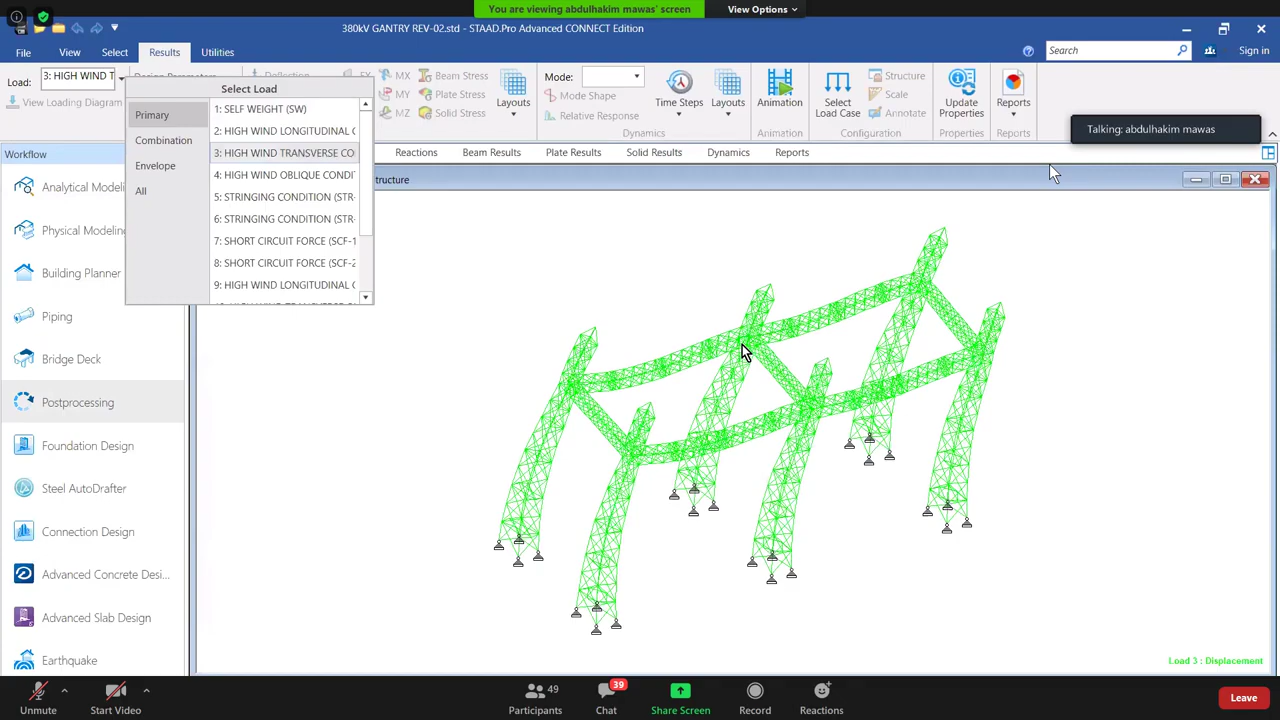 You are viewing abdulhakim mawas' screen
View Options
380kV GANTRY REV-02.std - STAAD.Pro Advanced CONNECT Edition
File View Select Results Utilities
Search
Sign in
Load: 3: HIGH WIND T
View Loading Diagram
MX
MY
MZ
Beam Stress
Plate Stress
Solid Stress
Layouts
Mode:
Mode Shape
Relative Response
Time Steps
Layouts
Dynamics
Animation
Animation
Select Load Case
Structure
Scale
Annotate
Configuration
Update Properties
Properties
Reports
Reports
Talking: abdulhakim mawas
Select Load
Primary
Combination
Envelope
All
1: SELF WEIGHT (SW)
2: HIGH WIND LONGITUDINAL C
3: HIGH WIND TRANSVERSE CO
4: HIGH WIND OBLIQUE CONDI
5: STRINGING CONDITION (STR-
6: STRINGING CONDITION (STR-
7: SHORT CIRCUIT FORCE (SCF-1
8: SHORT CIRCUIT FORCE (SCF-2
9: HIGH WIND LONGITUDINAL C
Reactions Beam Results Plate Results Solid Results Dynamics Reports
tructure
Workflow
Analytical Modeli
Physical Modeling
Building Planner
Piping
Bridge Deck
Postprocessing
Foundation Design
Steel AutoDrafter
Connection Design
Advanced Concrete Desi...
Advanced Slab Design
Earthquake
Load 3 : Displacement
Unmute
Start Video
49
Participants
39
Chat
Share Screen
Record
Reactions
Leave